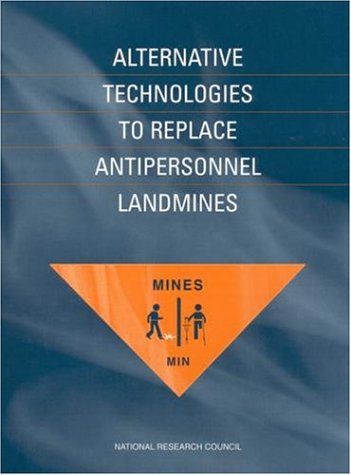 ALTERNATIVE
TECHNOLOGIES
TO REPLACE
ANTIPERSONNEL
LANDMINES
MINES
MIN
NATIONAL RESEARCH COUNCIL